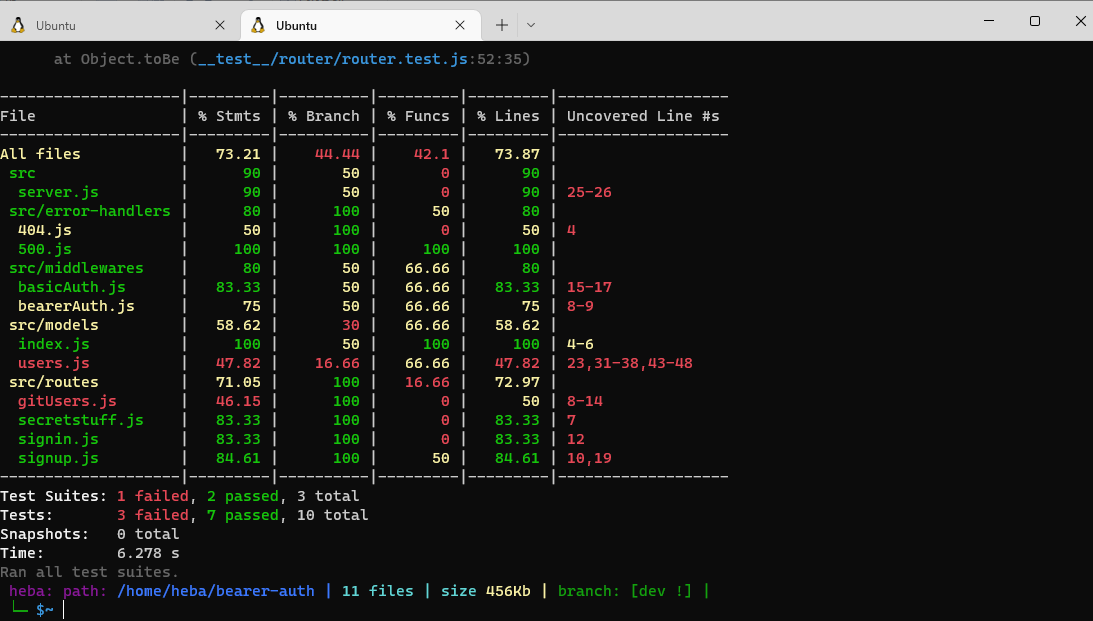 Ubuntu
Ubuntu
at Object.toBe (__test__/router/router.test.js:52:35)
--------------------|---------|----------|---------|---------|-------------------
File                | % Stmts | % Branch | % Funcs | % Lines | Uncovered Line #s
--------------------|---------|----------|---------|---------|-------------------
All files           |   73.21 |    44.44 |    42.1 |   73.87 |
 src                |      90 |       50 |       0 |      90 |
  server.js         |      90 |       50 |       0 |      90 | 25-26
 src/error-handlers |      80 |      100 |      50 |      80 |
  404.js            |      50 |      100 |       0 |      50 | 4
  500.js            |     100 |      100 |     100 |     100 |
 src/middlewares    |      80 |       50 |   66.66 |      80 |
  basicAuth.js      |   83.33 |       50 |   66.66 |   83.33 | 15-17
  bearerAuth.js     |      75 |       50 |   66.66 |      75 | 8-9
 src/models         |   58.62 |       30 |   66.66 |   58.62 |
  index.js          |     100 |       50 |     100 |     100 | 4-6
  users.js          |   47.82 |    16.66 |   66.66 |   47.82 | 23,31-38,43-48
 src/routes         |   71.05 |      100 |   16.66 |   72.97 |
  gitUsers.js       |   46.15 |      100 |       0 |      50 | 8-14
  secretstuff.js    |   83.33 |      100 |       0 |   83.33 | 7
  signin.js         |   83.33 |      100 |       0 |   83.33 | 12
  signup.js         |   84.61 |      100 |      50 |   84.61 | 10,19
--------------------|---------|----------|---------|---------|-------------------
Test Suites: 1 failed, 2 passed, 3 total
Tests:       3 failed, 7 passed, 10 total
Snapshots:   0 total
Time:        6.278 s
Ran all test suites.
heba: path: /home/heba/bearer-auth | 11 files | size 456Kb | branch: [dev !] |
└─ $~